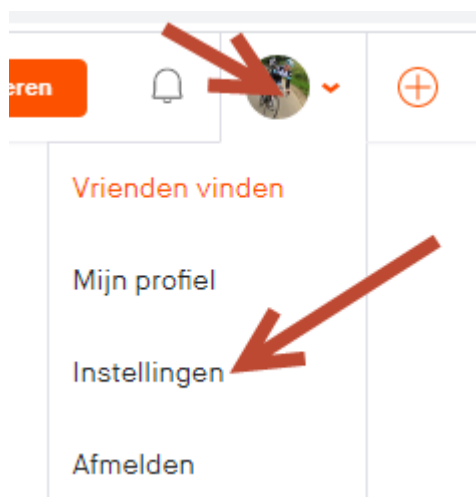 eren
Vrienden vinden
Mijn profiel
Instellingen
Afmelden